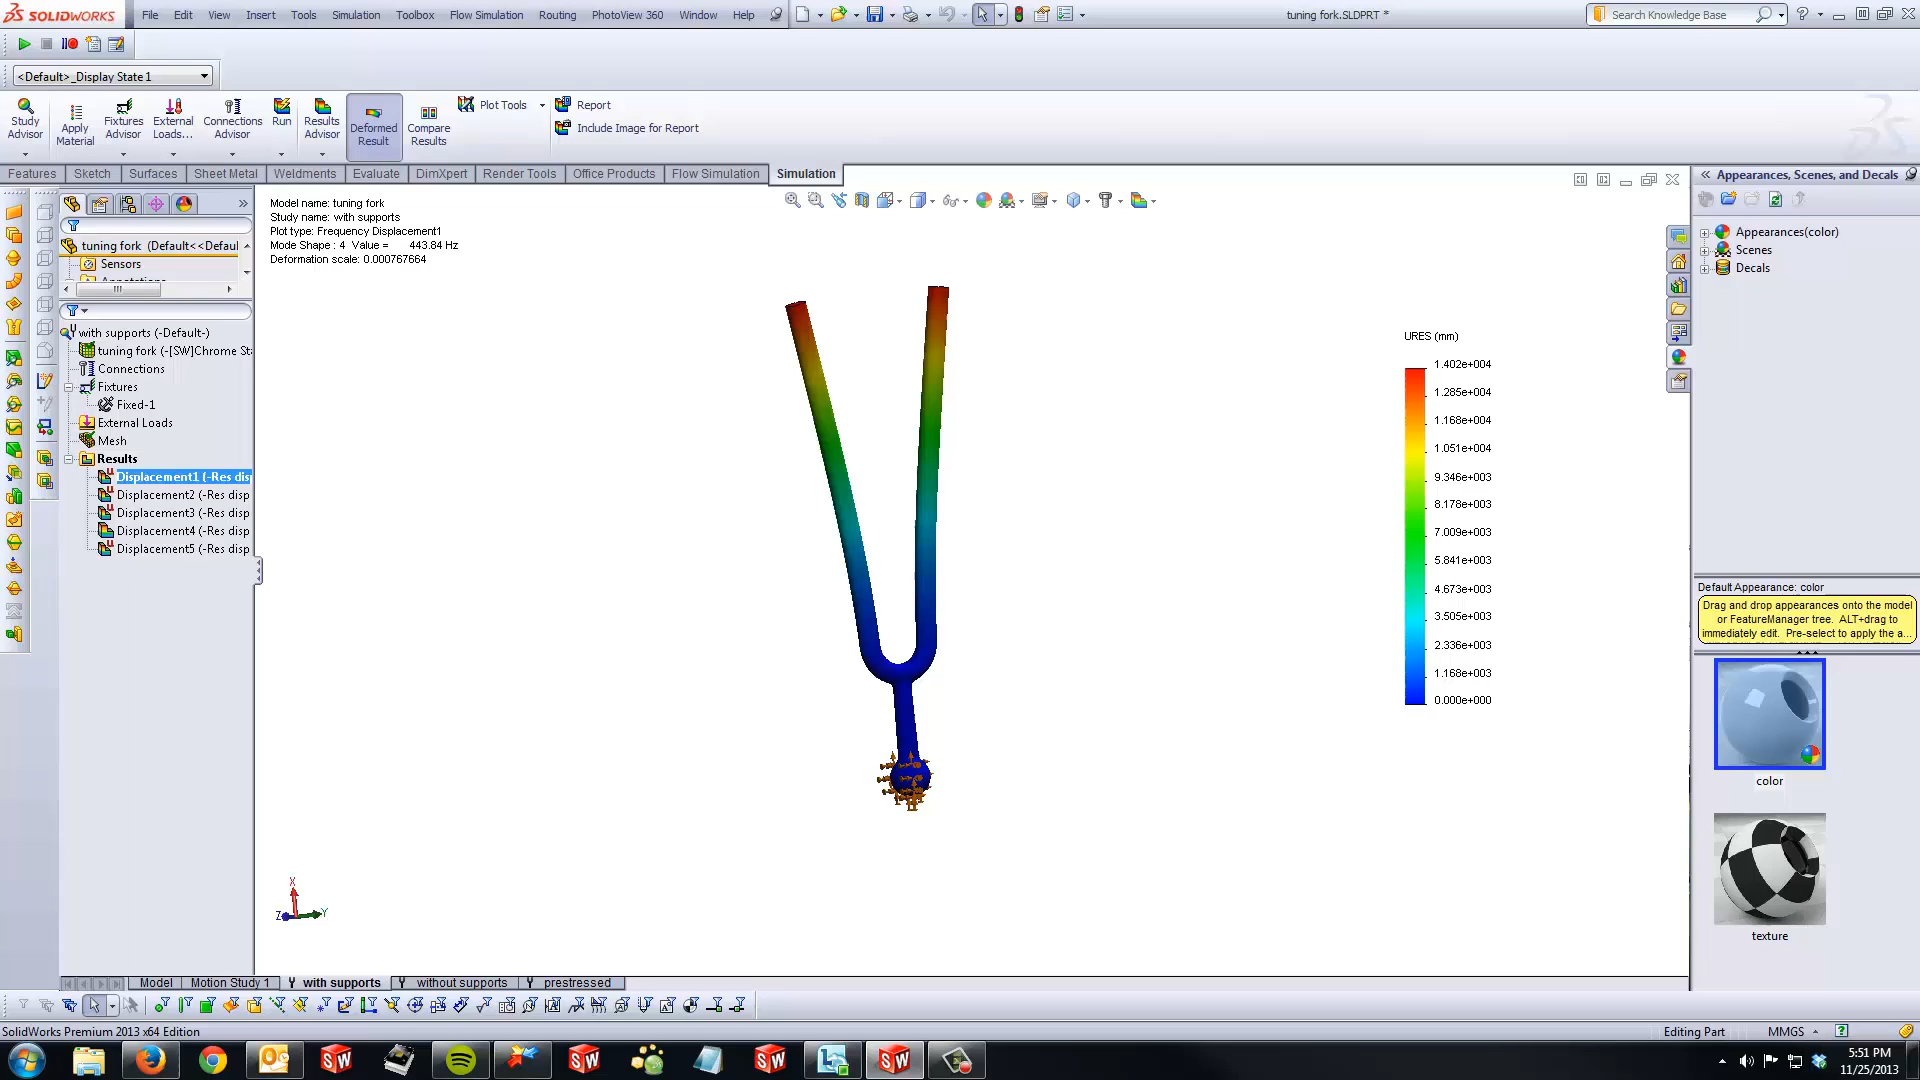 SOLIDWORKS File Edit View Insert Tools Simulation Toolbox Flow Simulation Routing PhotoView 360 Window Help tuning fork.SLDPRT * Search Knowledge Base
<Default>_Display State 1
Study Advisor
Apply Material
Fixtures Advisor
External Loads...
Connections Advisor
Run
Results Advisor
Deformed Result
Compare Results
Plot Tools
Report
Include Image for Report
Features Sketch Surfaces Sheet Metal Weldments Evaluate DimXpert Render Tools Office Products Flow Simulation Simulation
tuning fork (Default<<Defaul
Sensors
with supports (-Default-)
tuning fork (-[SW]Chrome Sta
Connections
Fixtures
Fixed-1
External Loads
Mesh
Results
Displacement1 (-Res disp
Displacement2 (-Res disp
Displacement3 (-Res disp
Displacement4 (-Res disp
Displacement5 (-Res disp
Model name: tuning fork
Study name: with supports
Plot type: Frequency Displacement1
Mode Shape : 4 Value = 443.84 Hz
Deformation scale: 0.000767664
URES (mm)
1.402e+004
1.285e+004
1.168e+004
1.051e+004
9.346e+003
8.178e+003
7.009e+003
5.841e+003
4.673e+003
3.505e+003
2.336e+003
1.168e+003
0.000e+000
X
Z
Y
Appearances, Scenes, and Decals
Appearances(color)
Scenes
Decals
Default Appearance: color
Drag and drop appearances onto the model
or FeatureManager tree. ALT+drag to
immediately edit. Pre-select to apply the a...
color
texture
Model Motion Study 1 with supports without supports prestressed
SolidWorks Premium 2013 x64 Edition Editing Part MMGS
5:51 PM
11/25/2013